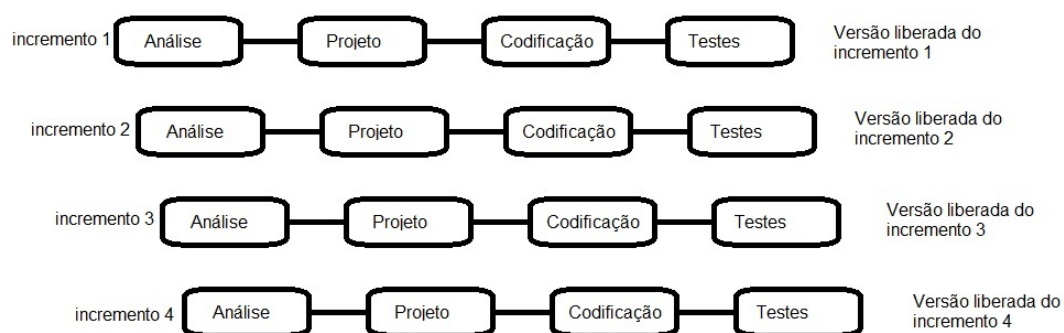 incremento 1 Análise Projeto Codificação Testes Versão liberada do
incremento 1
incremento 2 Análise Projeto Codificação Testes Versão liberada do
incremento 2
incremento 3 Análise Projeto Codificação Testes Versão liberada do
incremento 3
incremento 4 Análise Projeto Codificação Testes Versão liberada do
incremento 4